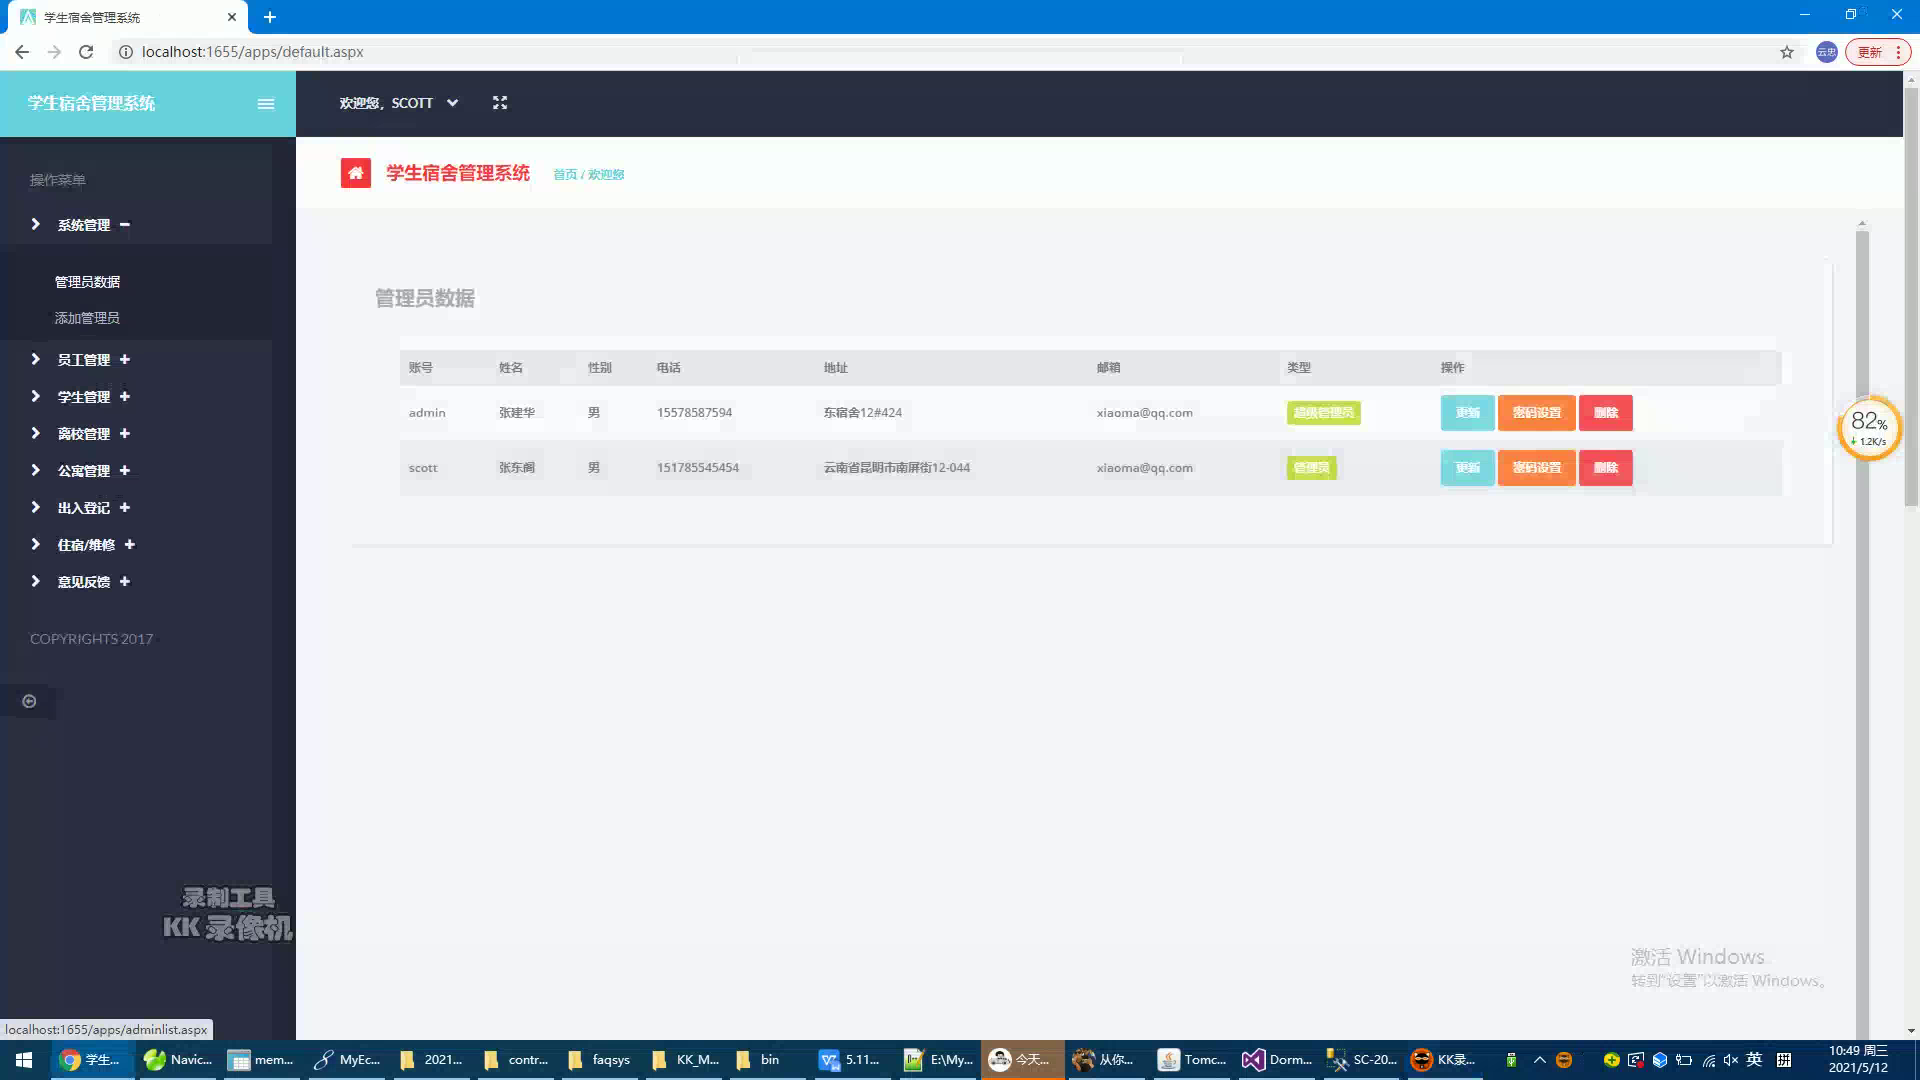 学生宿舍管理系统
localhost:1655/apps/default.aspx
云忠
更新
学生宿舍管理系统
欢迎您，SCOTT
操作菜单
系统管理
管理员数据
添加管理员
员工管理
学生管理
离校管理
公寓管理
出入登记
住宿/维修
意见反馈
COPYRIGHTS 2017
学生宿舍管理系统
首页 / 欢迎您
管理员数据
账号 姓名 性别 电话 地址 邮箱 类型 操作
admin 张建华 男 15578587594 东宿舍12#424 xiaoma@qq.com 超级管理员 更新 密码设置 删除
scott 张东阁 男 151785545454 云南省昆明市南屏街12-044 xiaoma@qq.com 管理员 更新 密码设置 删除
82%
1.2K/s
录制工具
KK 录像机
激活 Windows
转到"设置"以激活 Windows。
localhost:1655/apps/adminlist.aspx
学生... Navic... mem... MyEc... 2021... contr... faqsys KK_M... bin 5.11... E:\My... 今天... 从你... Tomc... Dorm... SC-20... KK录... 英 拼
10:49 周三
2021/5/12